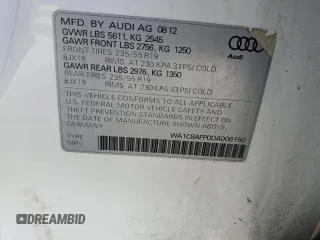 MFD BY AUDI AG 08 12
GVWR LBS 5611, KG 2545
GAWR FRONT LBS 2756, KG 1250
FRONT TIRES 235/55 R19
8JX19 RIMS, AT 230 KPA 33 PSI COLD
GAWR REAR LBS 2976, KG 1350
REAR TIRES 235/55 R19
8JX19 RIMS, AT 230 KPA 33 PSI COLD
THIS VEHICLE CONFORMS TO ALL APPLICABLE
U.S. FEDERAL MOTOR VEHICLE SAFETY AND
THEFT PREVENTION STANDARDS IN EFFECT
ON THE DATE OF MANUFACTURE SHOWN ABOVE
Audi
TYPE
WA1C8AFP0DA006150
DREAMBID